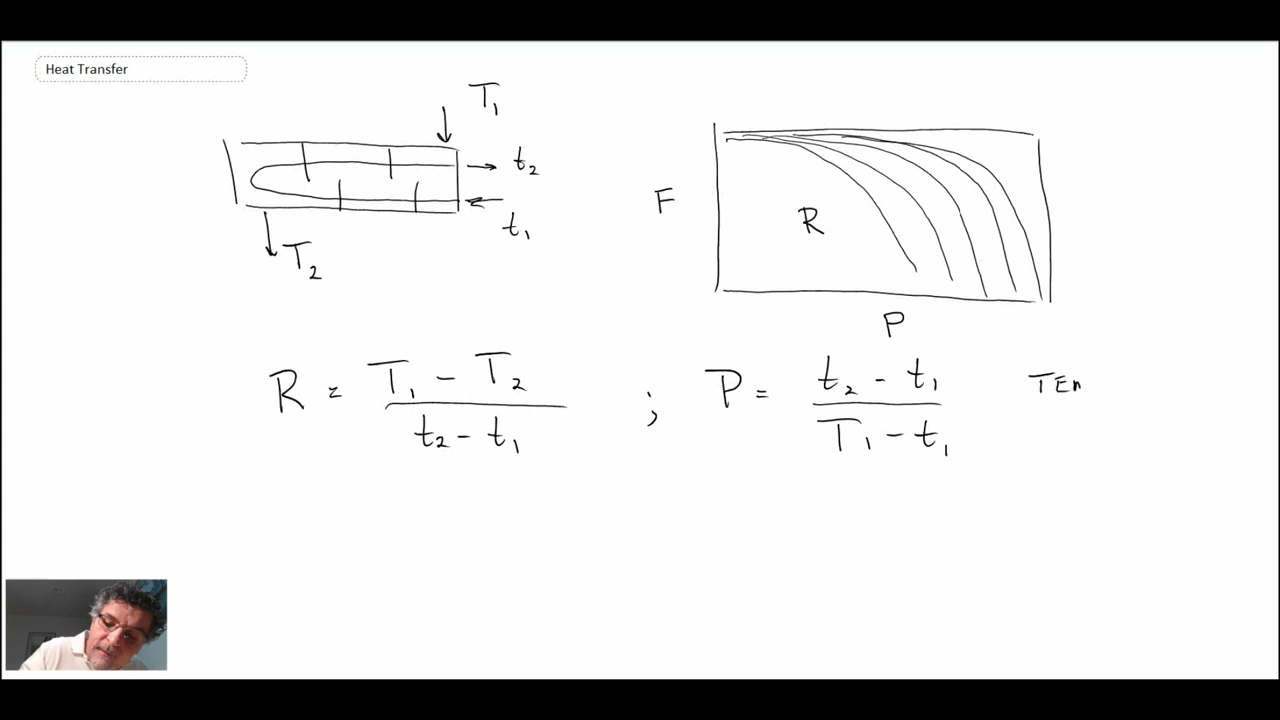 Heat Transfer
T₁
t₂
t₁
T₂
F
R
P
R = (T₁ - T₂) / (t₂ - t₁) ; P = (t₂ - t₁) / (T₁ - t₁) TEM